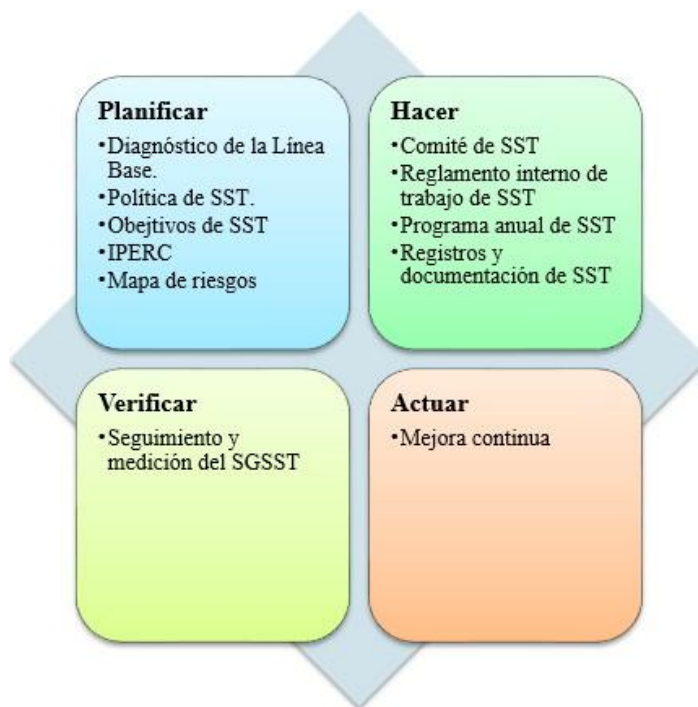 Planificar
•Diagnóstico de la Línea
Base.
•Política de SST.
•Obejtivos de SST
•IPERC
•Mapa de riesgos
Hacer
•Comité de SST
•Reglamento interno de
trabajo de SST
•Programa anual de SST
•Registros y
documentación de SST
Verificar
•Seguimiento y
medición del SGSST
Actuar
•Mejora continua